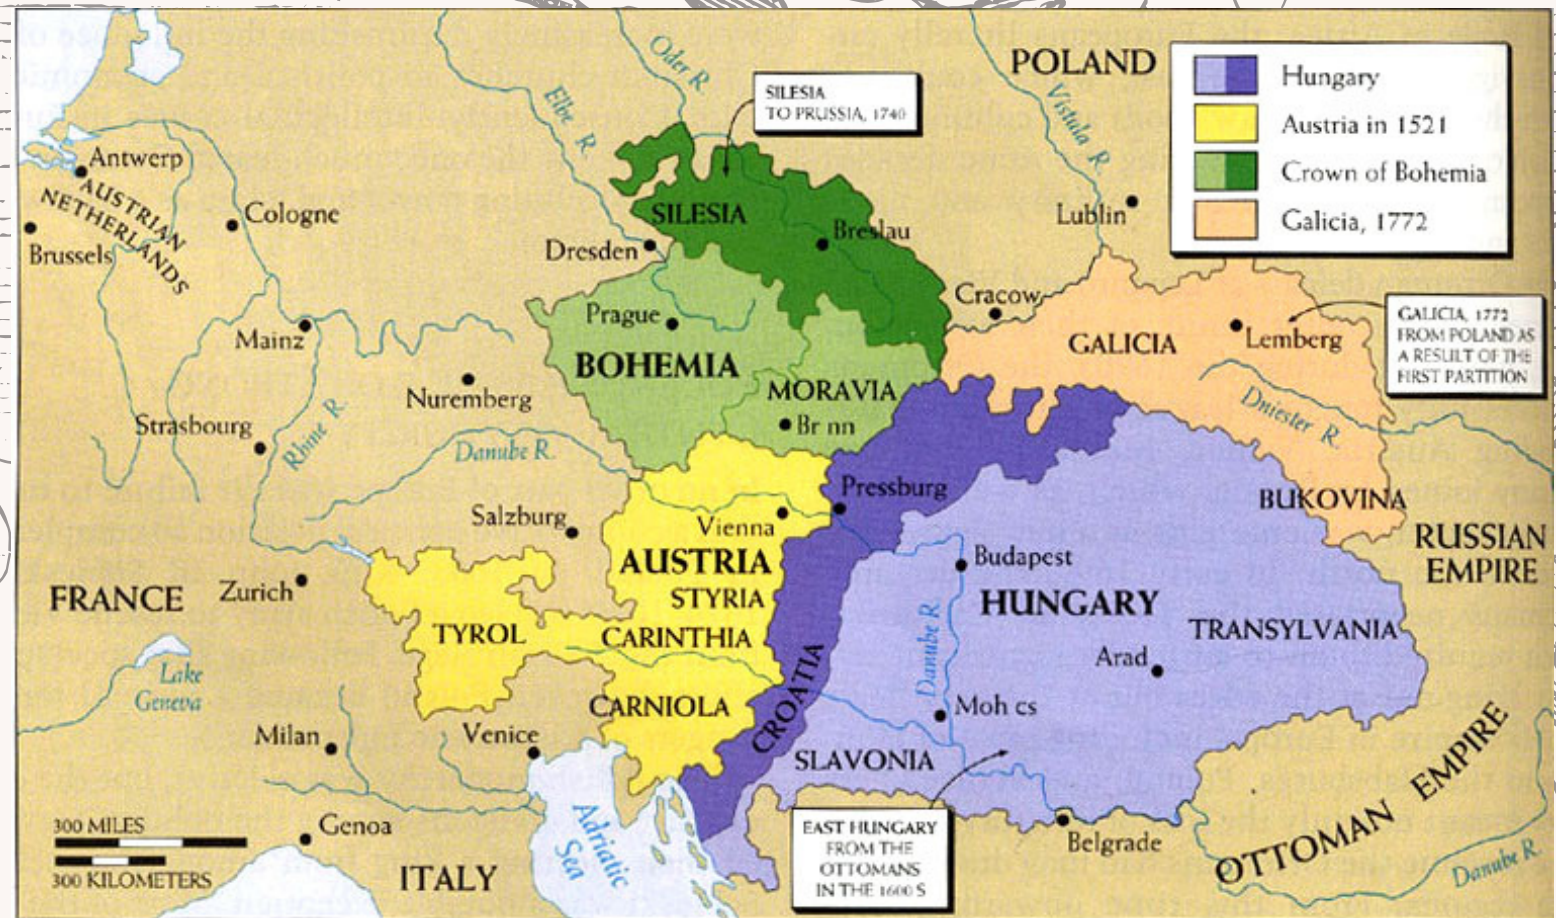 POLAND
Hungary
Austria in 1521
Crown of Bohemia
Galicia, 1772
SILESIA
TO PRUSSIA, 1740
Oder R.
Elbe R.
Vistula R.
Antwerp
AUSTRIAN
NETHERLANDS
Brussels
Cologne
SILESIA
Breslau
Dresden
Lublin
Cracow
Prague
Mainz
BOHEMIA
GALICIA
Lemberg
GALICIA, 1772
FROM POLAND AS
A RESULT OF THE
FIRST PARTITION
MORAVIA
Nuremberg
Br nn
Strasbourg
Rhine R.
Danube R.
Dniester R.
Pressburg
BUKOVINA
Salzburg
Vienna
RUSSIAN
EMPIRE
AUSTRIA
Budapest
Zurich
FRANCE
STYRIA
HUNGARY
TYROL
CARINTHIA
TRANSYLVANIA
Danube R.
Arad
Lake
Geneva
CARNIOLA
CROATIA
Moh cs
Milan
Venice
SLAVONIA
300 MILES
300 KILOMETERS
Genoa
Adriatic
Sea
ITALY
EAST HUNGARY
FROM THE
OTTOMANS
IN THE 1600 S
Belgrade
OTTOMAN EMPIRE
Danube R.